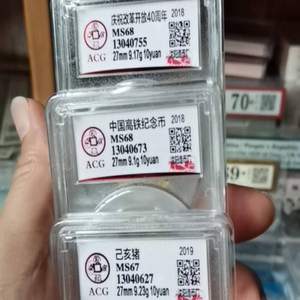 庆祝改革开放40周年 2018
MS68
13040755
ACG 27mm 9.17g 10yuan
中国高铁纪念币 2018
MS68
13040673
ACG 27mm 9.1g 10yuan
70
己亥猪 2019
MS67
13040627
ACG 27mm 9.23g 10yuan